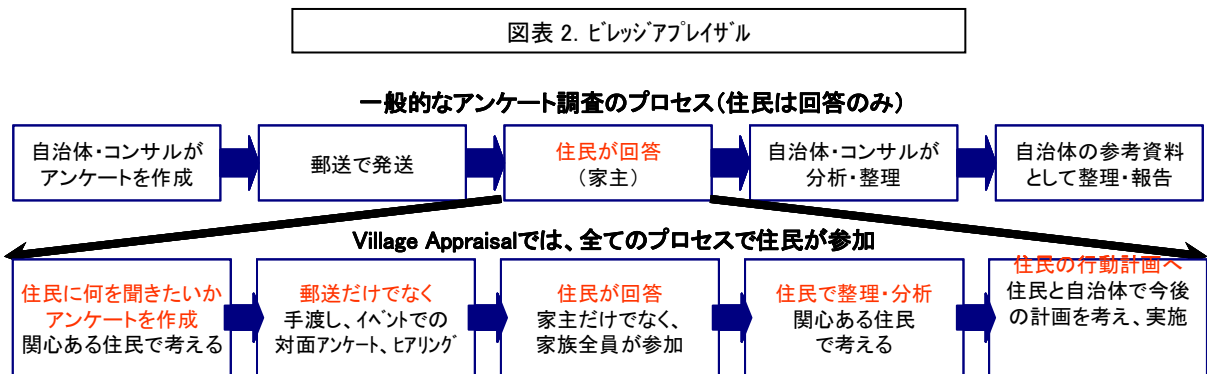 図表 2. ﾋﾞﾚｯｼﾞｱﾌﾟﾚｲｻﾞﾙ
一般的なアンケート調査のプロセス（住民は回答のみ）
自治体・コンサルが
アンケートを作成
郵送で発送
住民が回答
（家主）
自治体・コンサルが
分析・整理
自治体の参考資料
として整理・報告
Village Appraisalでは、全てのプロセスで住民が参加
住民に何を聞きたいか
アンケートを作成
関心ある住民で考える
郵送だけでなく
手渡し、ｲﾍﾞﾝﾄでの
対面アンケート、ﾋｱﾘﾝｸﾞ
住民が回答
家主だけでなく、
家族全員が参加
住民で整理・分析
関心ある住民
で考える
住民の行動計画へ
住民と自治体で今後
の計画を考え、実施